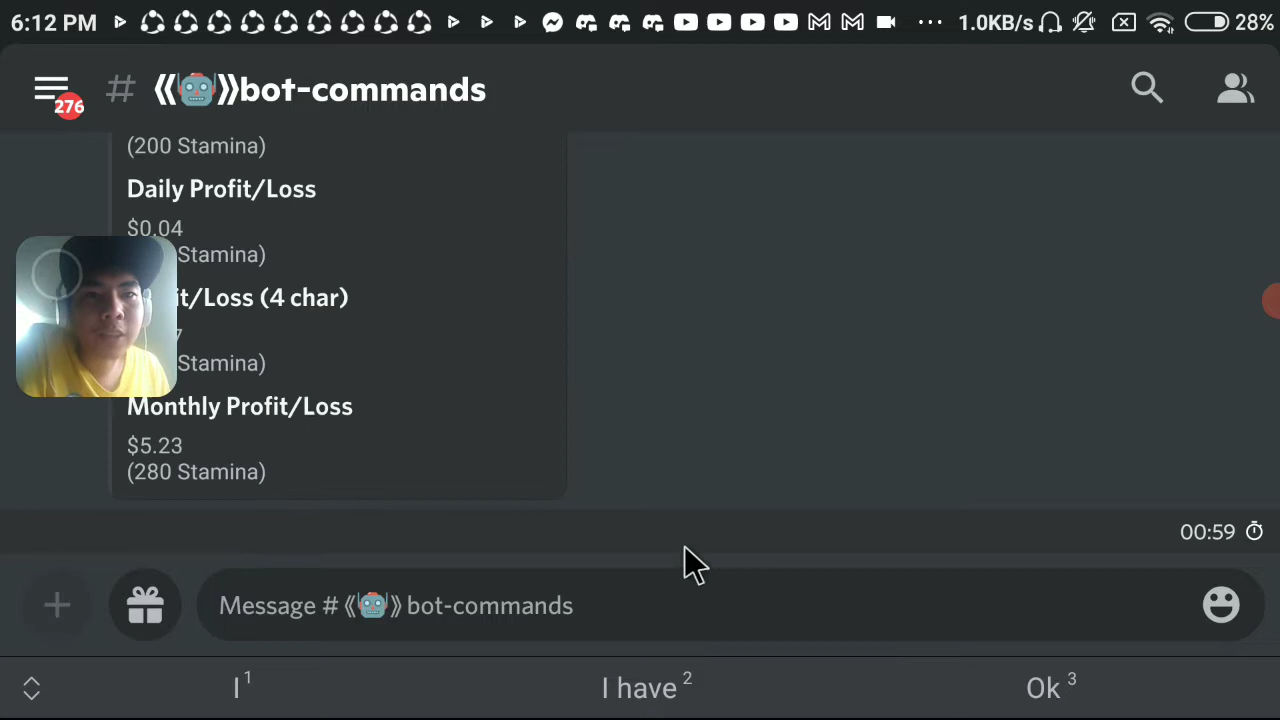 6:12 PM 1.0KB/s 28%
276 # 《🤖》bot-commands
(200 Stamina)
Daily Profit/Loss
$0.04
Stamina)
it/Loss (4 char)
Stamina)
Monthly Profit/Loss
$5.23
(280 Stamina)
00:59
Message #《🤖》bot-commands
I 1 I have 2 Ok 3